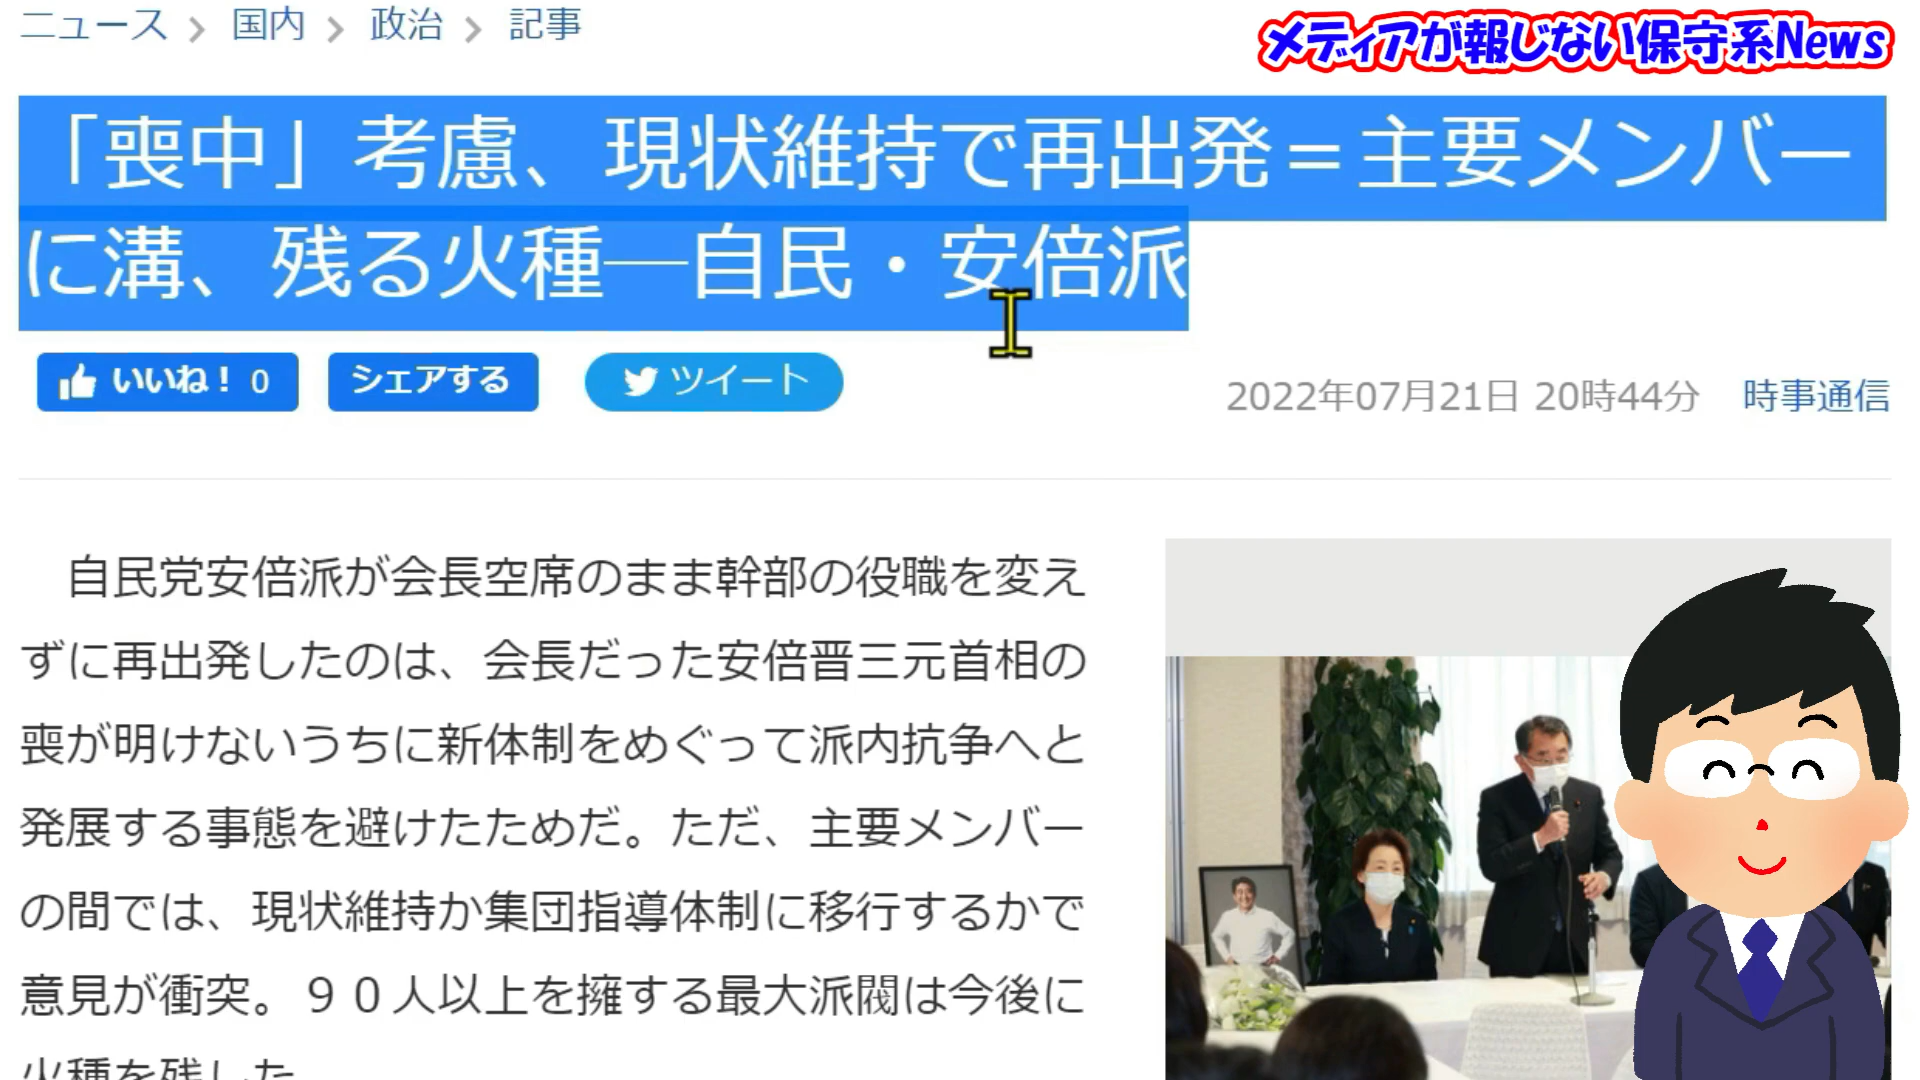 ニュース > 国内 > 政治 > 記事
メディアが報じない保守系News
「喪中」考慮、現状維持で再出発＝主要メンバー
に溝、残る火種―自民・安倍派
いいね！ 0 シェアする ツイート
2022年07月21日 20時44分 時事通信
自民党安倍派が会長空席のまま幹部の役職を変え
ずに再出発したのは、会長だった安倍晋三元首相の
喪が明けないうちに新体制をめぐって派内抗争へと
発展する事態を避けたためだ。ただ、主要メンバー
の間では、現状維持か集団指導体制に移行するかで
意見が衝突。９０人以上を擁する最大派閥は今後に
火種を残した